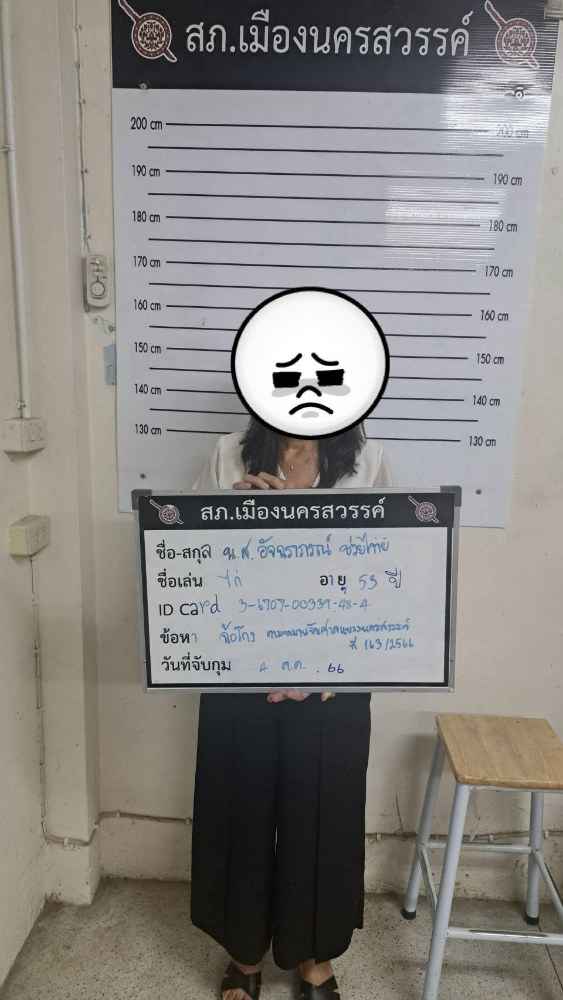 สภ.เมืองนครสวรรค์
200 cm 200 cm
190 cm 190 cm
180 cm 180 cm
170 cm 170 cm
160 cm 160 cm
150 cm 150 cm
140 cm 140 cm
130 cm 130 cm
สภ.เมืองนครสวรรค์
ชื่อ-สกุล น.ส. อัจฉราภรณ์ ช่วยไทย
ชื่อเล่น ไก่ อายุ 53 ปี
ID Card 3-6707-00339-48-4
ข้อหา ฉ้อโกง ตามหมายจับศาลแขวงนครสวรรค์
ที่ 163/2566
วันที่จับกุม 4 ต.ค. 66